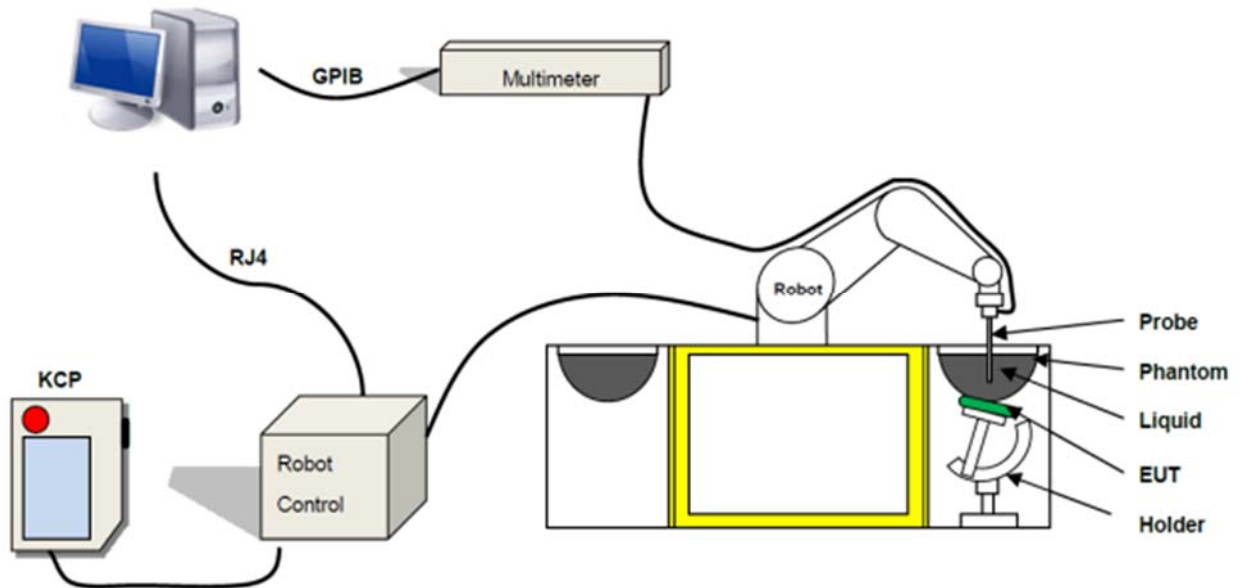 GPIB
Multimeter
RJ4
Robot
Probe
Phantom
KCP
Liquid
Robot
Control
EUT
Holder